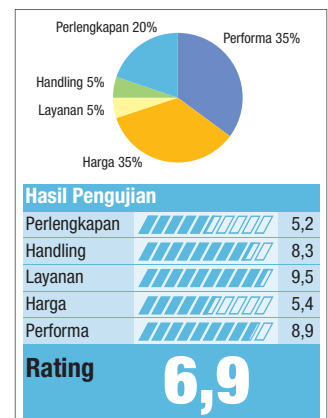 Perlengkapan 20%
Performa 35%
Handling 5%
Layanan 5%
Harga 35%
Hasil Pengujian
Perlengkapan 5,2
Handling 8,3
Layanan 9,5
Harga 5,4
Performa 8,9
Rating 6,9